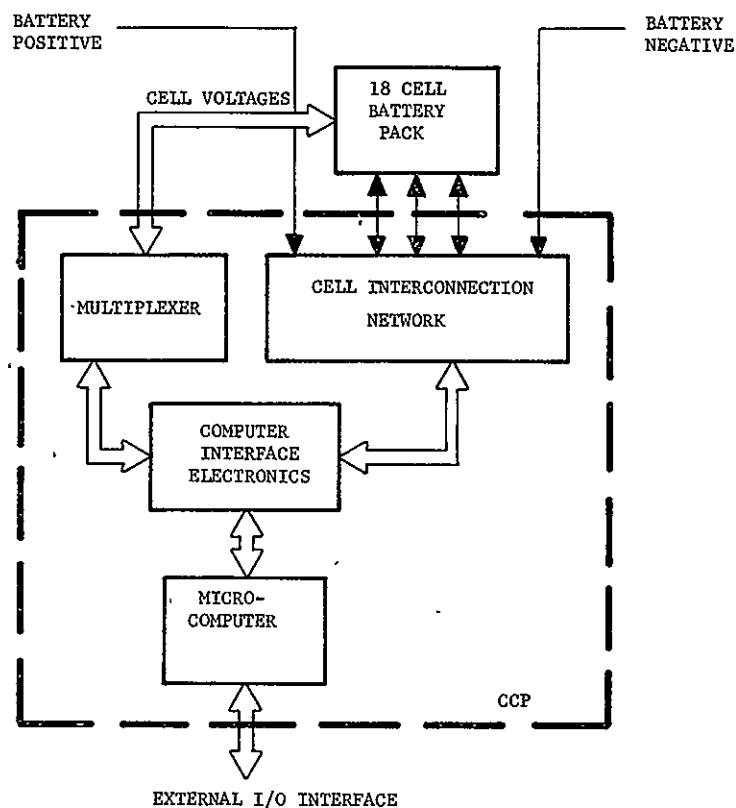 BATTERY
POSITIVE
BATTERY
NEGATIVE
CELL VOLTAGES
18 CELL
BATTERY
PACK
MULTIPLEXER
CELL INTERCONNECTION
NETWORK
COMPUTER
INTERFACE
ELECTRONICS
MICRO-
COMPUTER
CCP
EXTERNAL I/O INTERFACE